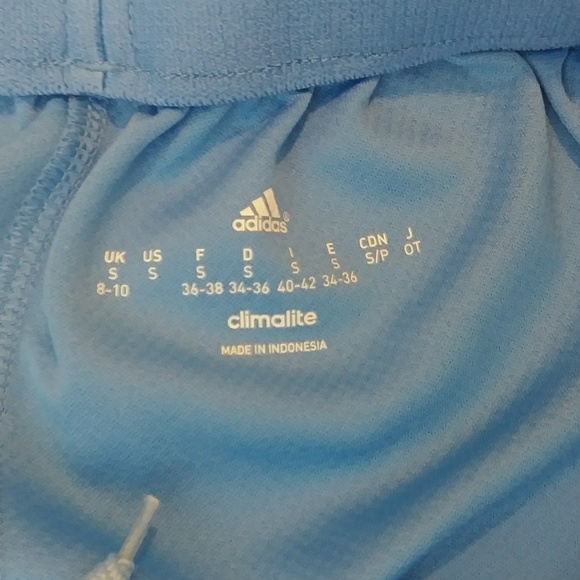 adidas®
UK US F D I E CDN J
S S S S S S S/P OT
8-10 36-38 34-36 40-42 34-36
climalite
MADE IN INDONESIA